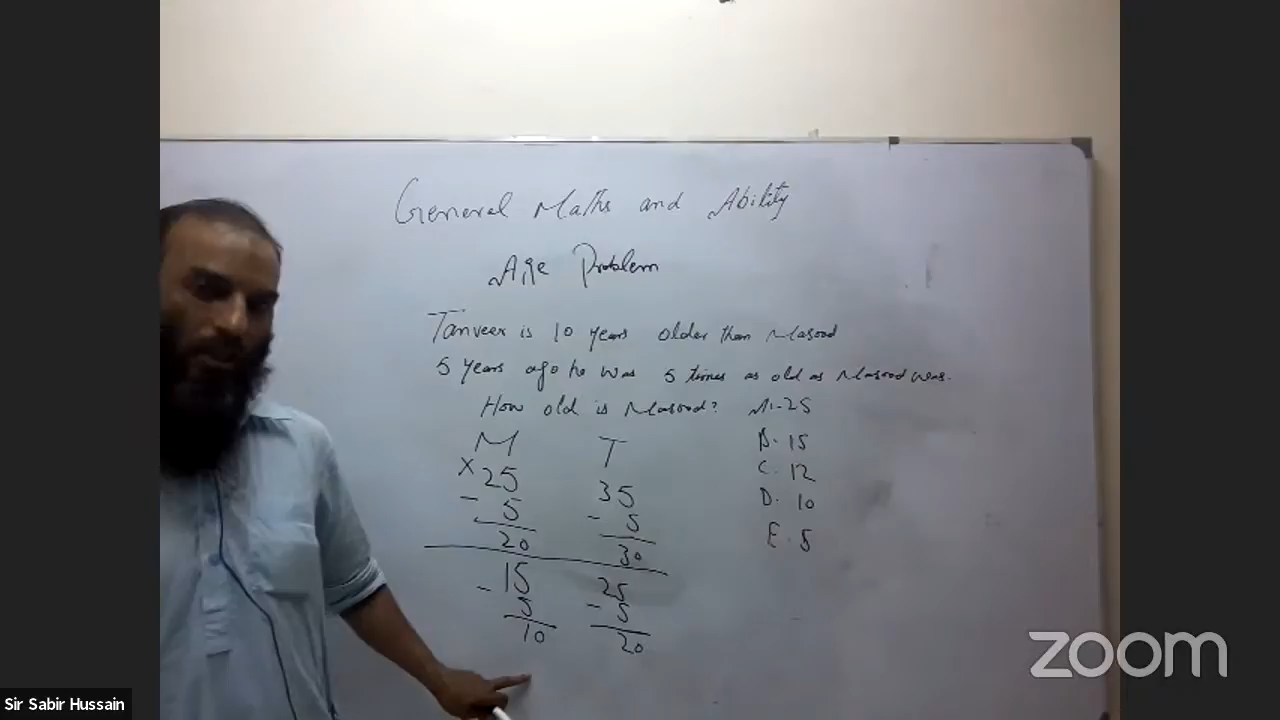 General Maths and Ability
Age Problem
Tanveer is 10 years older than Masood
5 years ago he was 5 times as old as Masood was.
How old is Masood? A. 25
B. 15
C. 12
D. 10
E. 5
M T
x 25 35
- 5 - 5
20 30
- 15 25
5 - 5
10 20
zoom
Sir Sabir Hussain